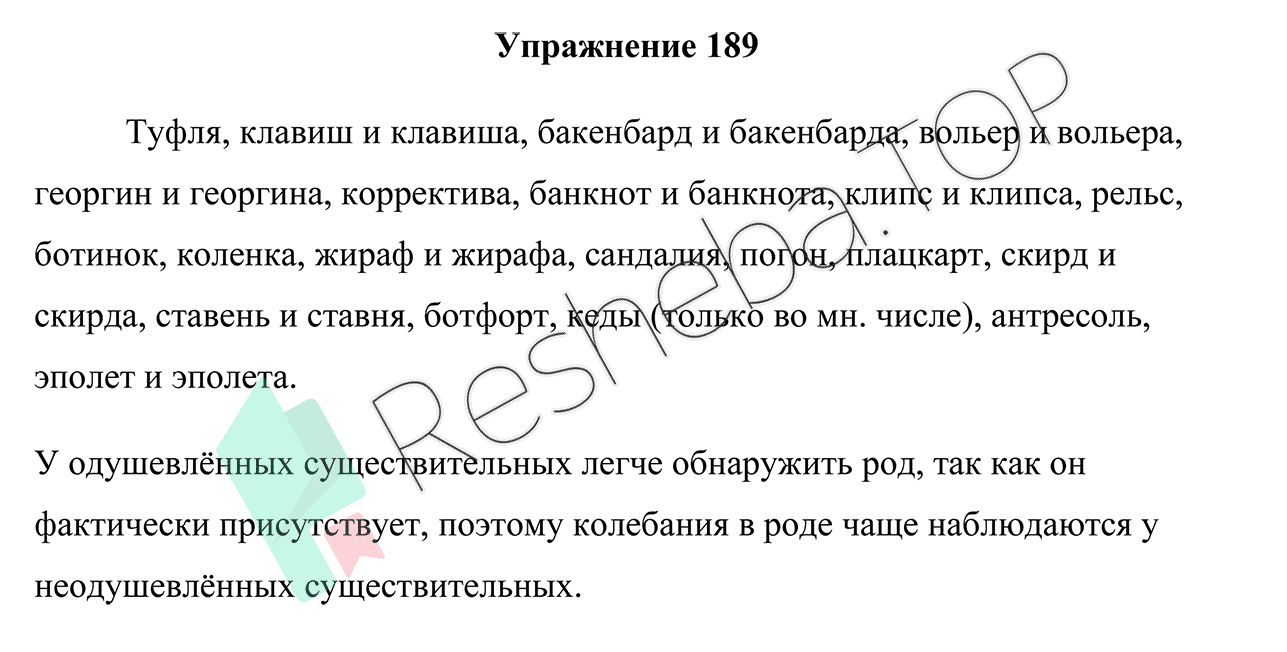 Упражнение 189
Туфля, клавиш и клавиша, бакенбард и бакенбарда, вольер и вольера,
георгин и георгина, корректива, банкнот и банкнота, клипс и клипса, рельс,
ботинок, коленка, жираф и жирафа, сандалия, погон, плацкарт, скирд и
скирда, ставень и ставня, ботфорт, кеды (только во мн. числе), антресоль,
эполет и эполета.
У одушевлённых существительных легче обнаружить род, так как он
фактически присутствует, поэтому колебания в роде чаще наблюдаются у
неодушевлённых существительных.
Resheba.TOP